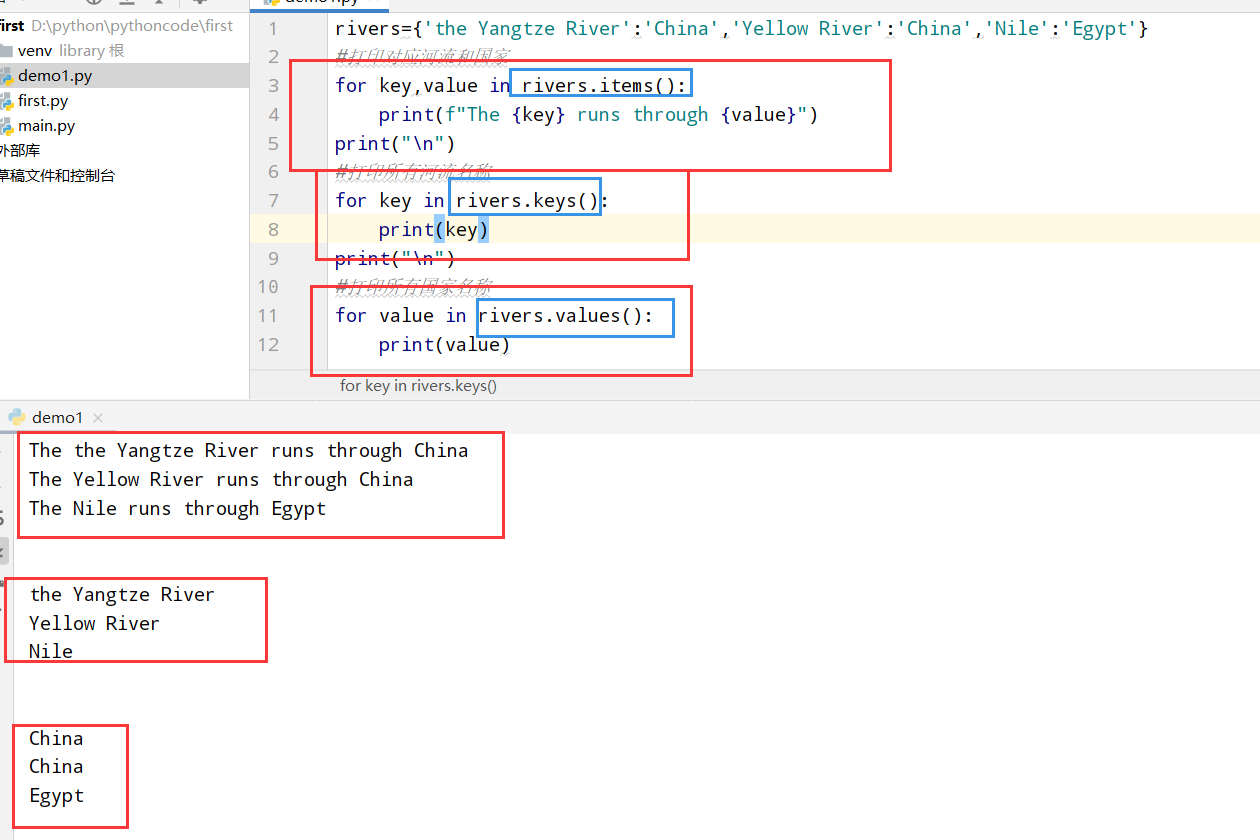 demo1.py
first D:\python\pythoncode\first
venv library 根
demo1.py
first.py
main.py
外部库
草稿文件和控制台
1 rivers={'the Yangtze River':'China','Yellow River':'China','Nile':'Egypt'}
2 #打印对应河流和国家
3 for key,value in rivers.items():
4 print(f"The {key} runs through {value}")
5 print("\n")
6 #打印所有河流名称
7 for key in rivers.keys():
8 print(key)
9 print("\n")
10 #打印所有国家名称
11 for value in rivers.values():
12 print(value)
for key in rivers.keys()
demo1
The the Yangtze River runs through China
The Yellow River runs through China
The Nile runs through Egypt
the Yangtze River
Yellow River
Nile
China
China
Egypt